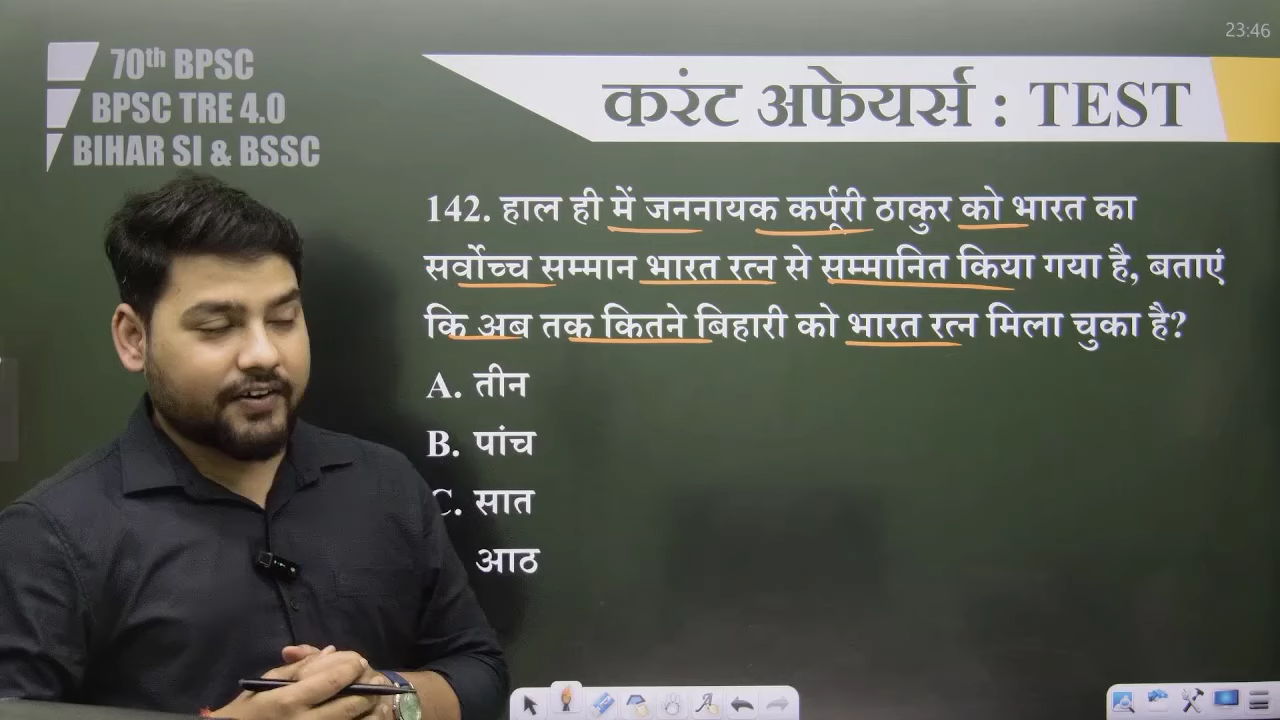 23:46
70th BPSC
BPSC TRE 4.0
BIHAR SI & BSSC
करंट अफेयर्स : TEST
142. हाल ही में जननायक कर्पूरी ठाकुर को भारत का
सर्वोच्च सम्मान भारत रत्न से सम्मानित किया गया है, बताएं
कि अब तक कितने बिहारी को भारत रत्न मिला चुका है?
A. तीन
B. पांच
C. सात
आठ